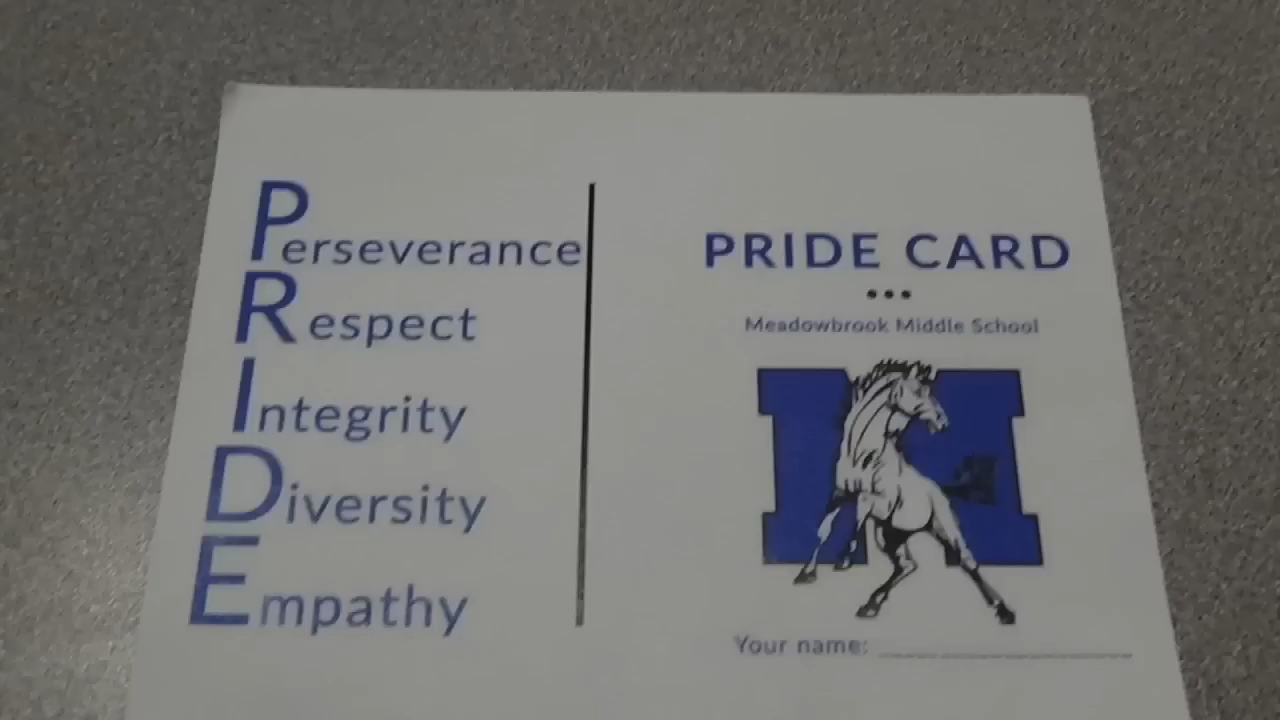 Perseverance
Respect
Integrity
Diversity
Empathy
PRIDE CARD
Meadowbrook Middle School
M
Your name: